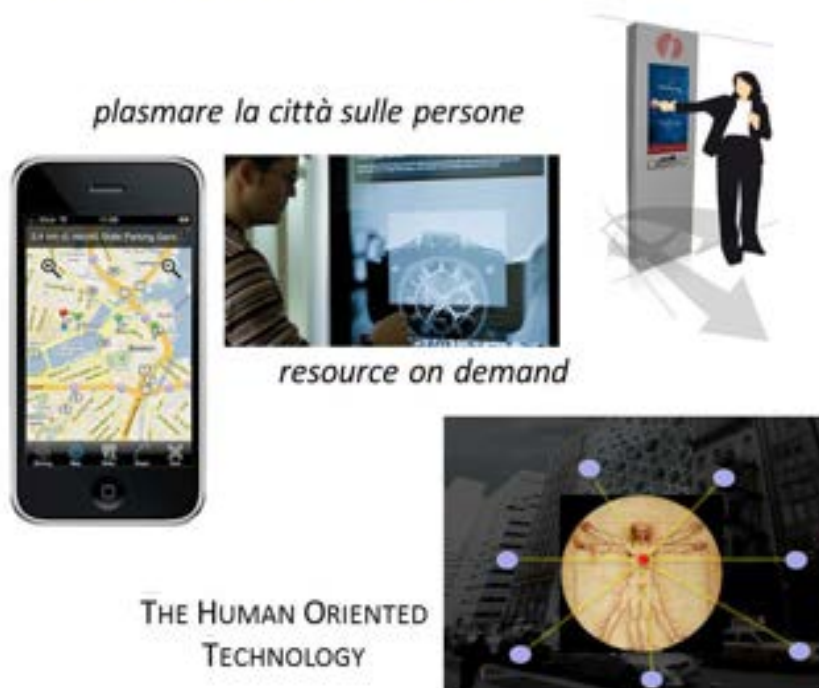 plasmare la città sulle persone
resource on demand
THE HUMAN ORIENTED
TECHNOLOGY